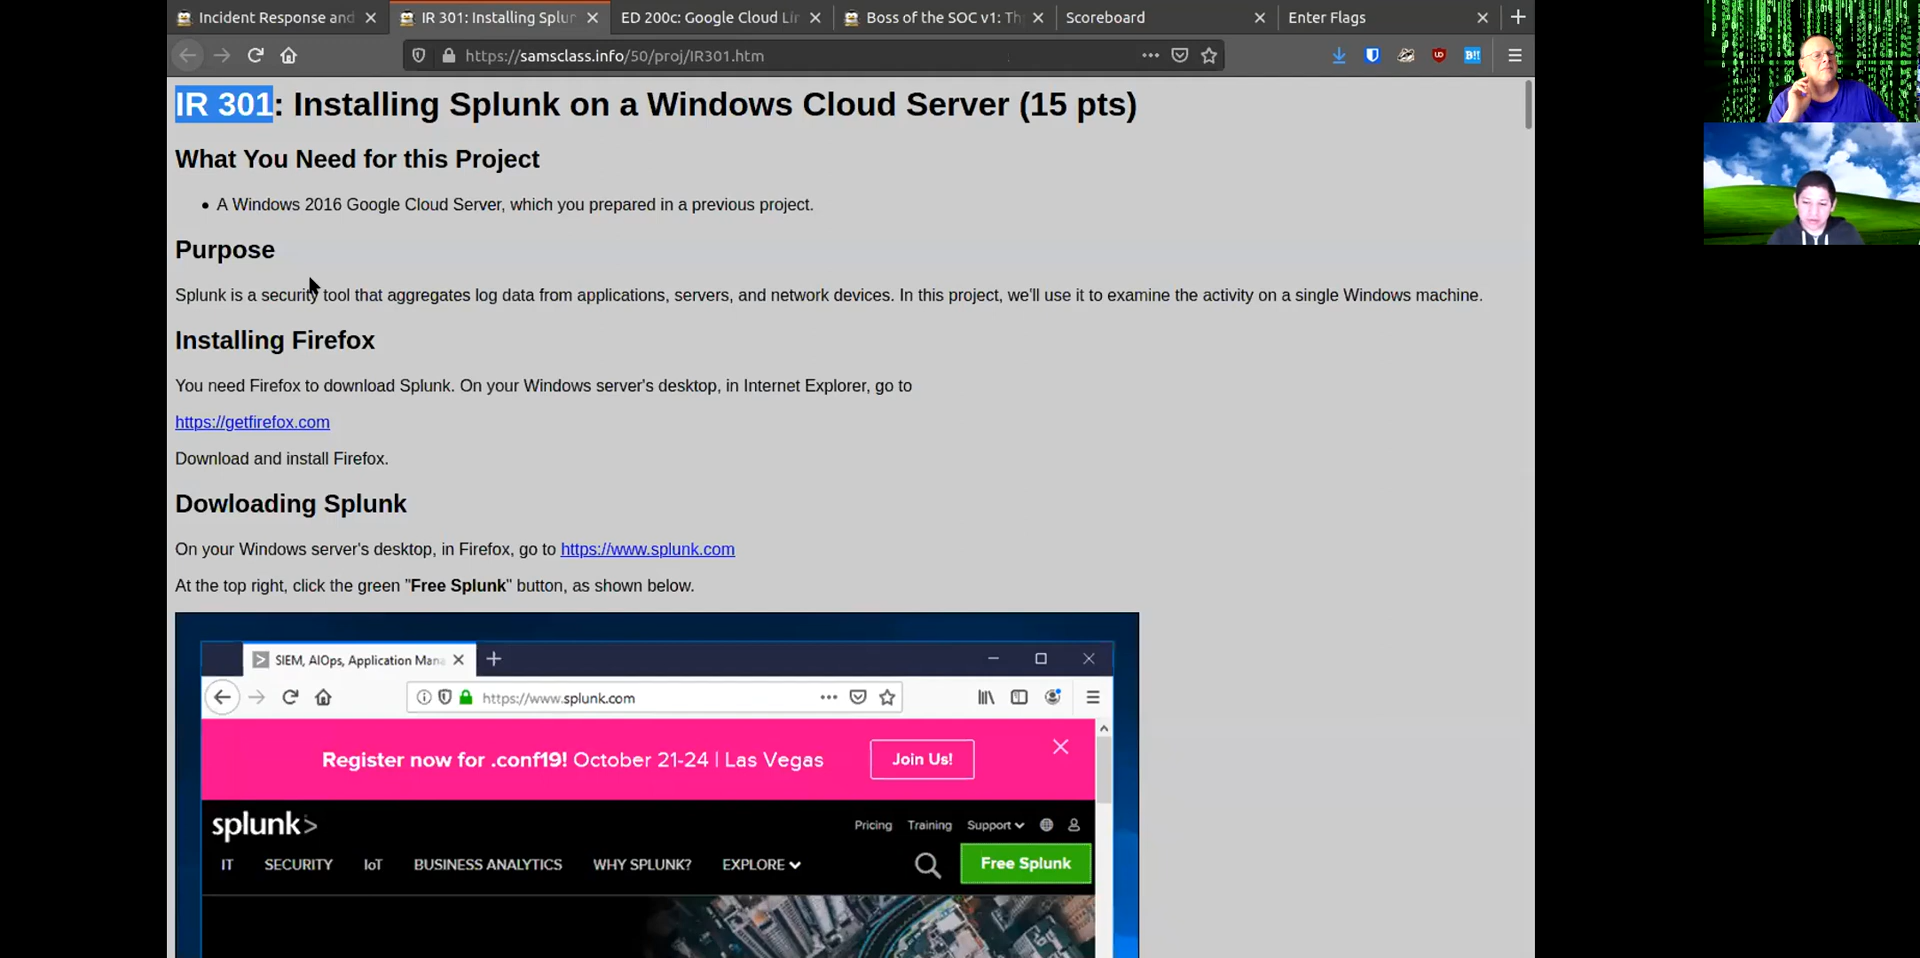 Incident Response and
IR 301: Installing Splun
ED 200c: Google Cloud Lin
Boss of the SOC v1: Th
Scoreboard
Enter Flags
https://samsclass.info/50/proj/IR301.htm
IR 301: Installing Splunk on a Windows Cloud Server (15 pts)
What You Need for this Project
• A Windows 2016 Google Cloud Server, which you prepared in a previous project.
Purpose
Splunk is a security tool that aggregates log data from applications, servers, and network devices. In this project, we'll use it to examine the activity on a single Windows machine.
Installing Firefox
You need Firefox to download Splunk. On your Windows server's desktop, in Internet Explorer, go to
https://getfirefox.com
Download and install Firefox.
Dowloading Splunk
On your Windows server's desktop, in Firefox, go to https://www.splunk.com
At the top right, click the green "Free Splunk" button, as shown below.
SIEM, AIOps, Application Mana
https://www.splunk.com
Register now for .conf19! October 21-24 | Las Vegas
Join Us!
splunk>
Pricing Training Support
IT SECURITY IoT BUSINESS ANALYTICS WHY SPLUNK? EXPLORE
Free Splunk